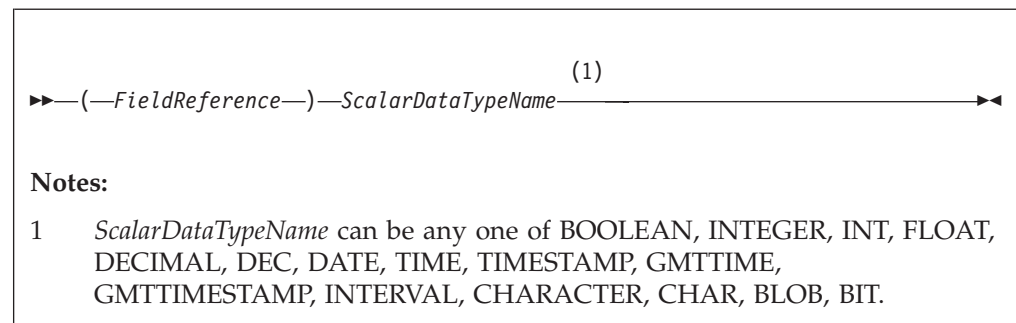 (1)
►►—(—FieldReference—)—ScalarDataTypeName—►◄
Notes:
1 ScalarDataTypeName can be any one of BOOLEAN, INTEGER, INT, FLOAT,
DECIMAL, DEC, DATE, TIME, TIMESTAMP, GMTTIME,
GMTTIMESTAMP, INTERVAL, CHARACTER, CHAR, BLOB, BIT.